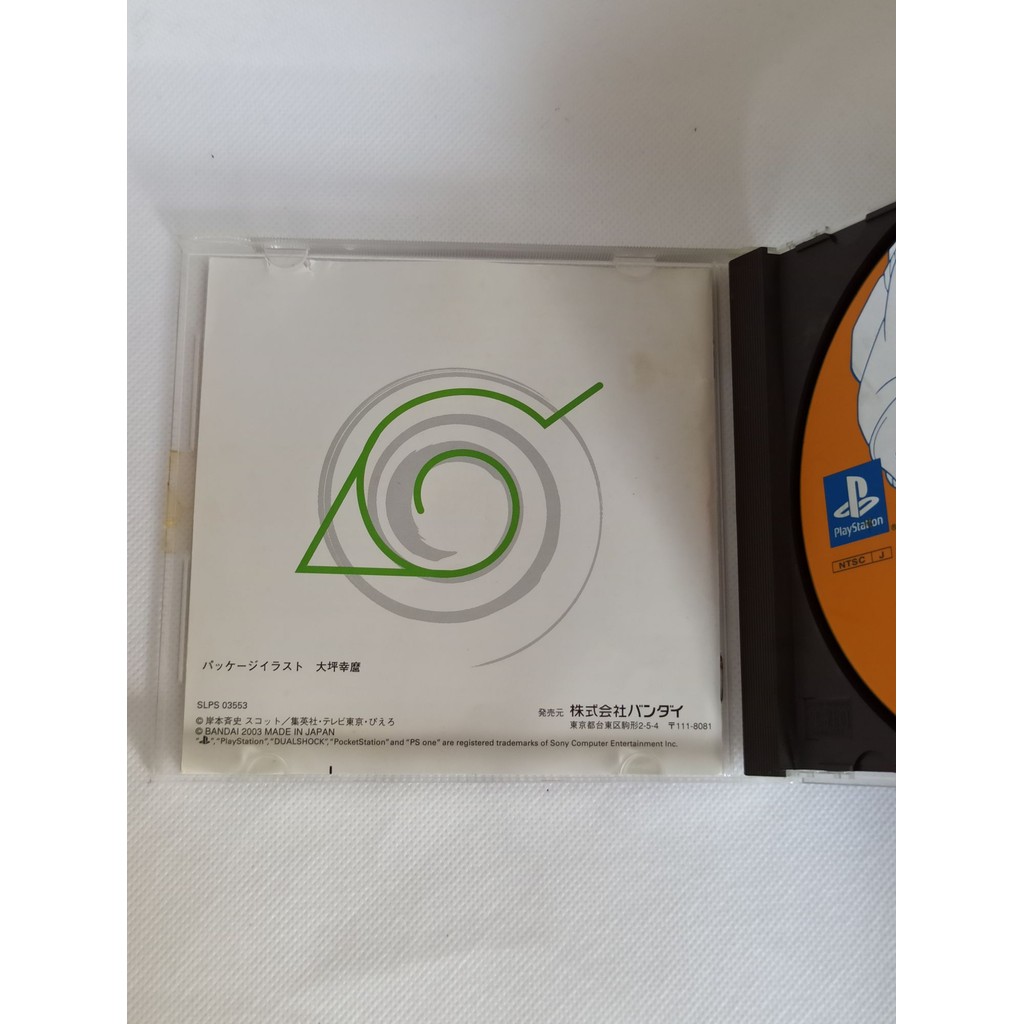 パッケージイラスト 大坪幸麿
SLPS 03553
© 岸本斉史 スコット／集英社・テレビ東京・ぴえろ
© BANDAI 2003 MADE IN JAPAN
発売元 株式会社バンダイ
東京都台東区駒形2-5-4 〒111-8081
" ", "PlayStation", "DUALSHOCK", "PocketStation" and "PS one" are registered trademarks of Sony Computer Entertainment Inc.
PlayStation
NTSC J